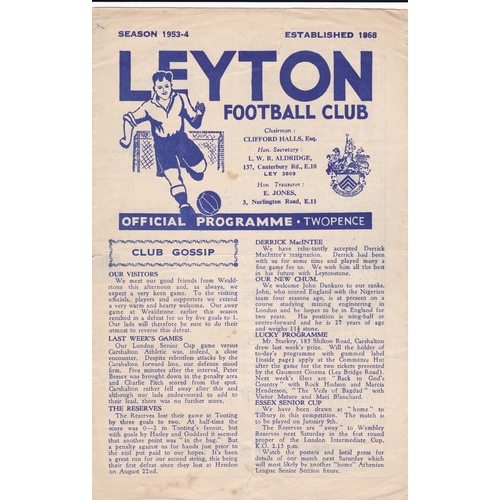 SEASON 1953-4
ESTABLISHED 1868
LEYTON
FOOTBALL CLUB
Chairman :
CLIFFORD HALLS, Esq.
Hon. Secretary :
L. W. R. ALDRIDGE,
137, Canterbury Rd., E.10
LEY 3809
Hon Treasurer :
E. JONES,
3, Norlington Road, E.11
OFFICIAL PROGRAMME · TWOPENCE
CLUB GOSSIP
OUR VISITORS
We meet our good friends from Weald-
stone this afternoon and, as always, we
expect a very keen game. To the visiting
officials, players and supporters we extend
a very warm and hearty welcome. Our away
game at Wealdstone earlier this season
resulted in a defeat for us by five goals to 1.
Our lads will therefore be sure to do their
utmost to reverse this defeat.
LAST WEEK'S GAMES
Our London Senior Cup game versus
Carshalton Athletic was, indeed, a close
encounter. Despite relentless attacks by the
Carshalton forward line, our defence stood
firm. Five minutes after the interval, Peter
Besses was brought down in the penalty area
and Charlie Fitch scored from the spot.
Carshalton rather fell away after this and
although our lads endeavoured to add to
their lead, there was no further score.
THE RESERVES
The Reserves lost their game at Tooting
by three goals to two. At half-time the
score was 0—2 in Tooting's favour, but
with goals by Hasley and Goddard it seemed
that another point "was in the bag." But
a penalty against us for hands just prior to the
end put paid to our hopes. It's been a
great run for our second string, this being
their first defeat since they lost at Hendon
on August 22nd.
DERRICK MacINTEE
We have reluctantly accepted Derrick
MacIntee's resignation. Derrick had been
with us for some time and played many a
fine game for us. We wish him all the best
in his future with Leytonstone.
OUR NEW CHUM.
We welcome John Dankaro to our ranks,
John, who toured England with the Nigerian
team four seasons ago, is at present on a
course studying mining engineering in
London and he hopes to be in England for
two years. His position is wing-half or
centre-forward and he is 27 years of age
and weighs 11½ stone.
LUCKY PROGRAMME
Mr. Starkey, 185 Shilton Road, Carshalton
drew last week's prize. Will the holder of
to-day's programme with gummed label
(inside page) apply at the Committee Hut
after the game for the two tickets presented
by the Gaumont Cinema (Lea Bridge Road).
Next week's films are "Back to God's
Country" with Rock Hudson and Marcia
Henderson, "The Veils of Bagdad" with
Victor Mature and Mari Blanchard.
ESSEX SENIOR CUP
We have been drawn at "home" to
Tilbury in this competition. The match is
to be played on January 9th.
The Reserves are "away" to Wembley
Reserves next Saturday in the first round
proper of the London Intermediate Cup,
K.O. 2.15 p.m.
Watch the posters and local press for
details of our match next Saturday which
will most likely be another "home" Athenian
League Senior Section fixture.